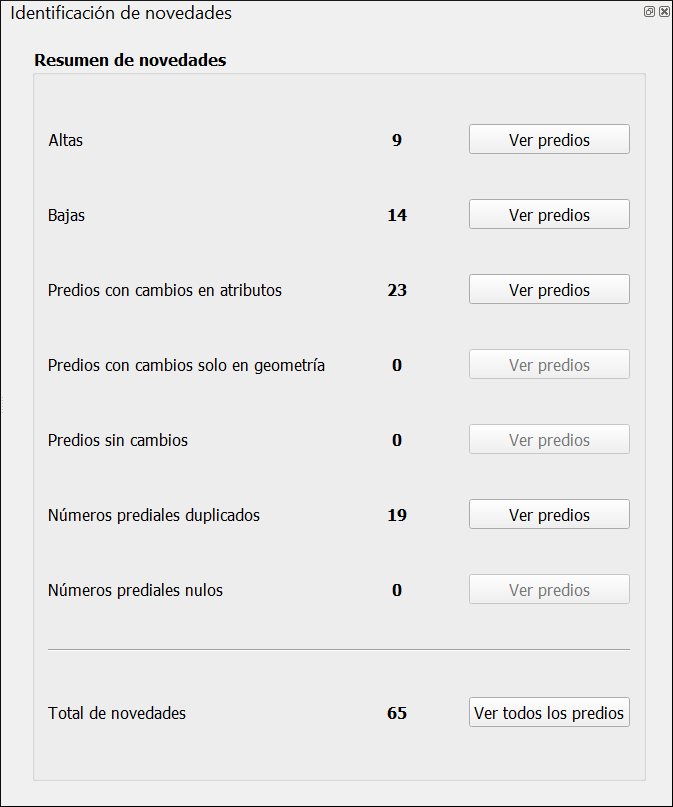 Identificación de novedades
Resumen de novedades
Altas 9 Ver predios
Bajas 14 Ver predios
Predios con cambios en atributos 23 Ver predios
Predios con cambios solo en geometría 0 Ver predios
Predios sin cambios 0 Ver predios
Números prediales duplicados 19 Ver predios
Números prediales nulos 0 Ver predios
Total de novedades 65 Ver todos los predios